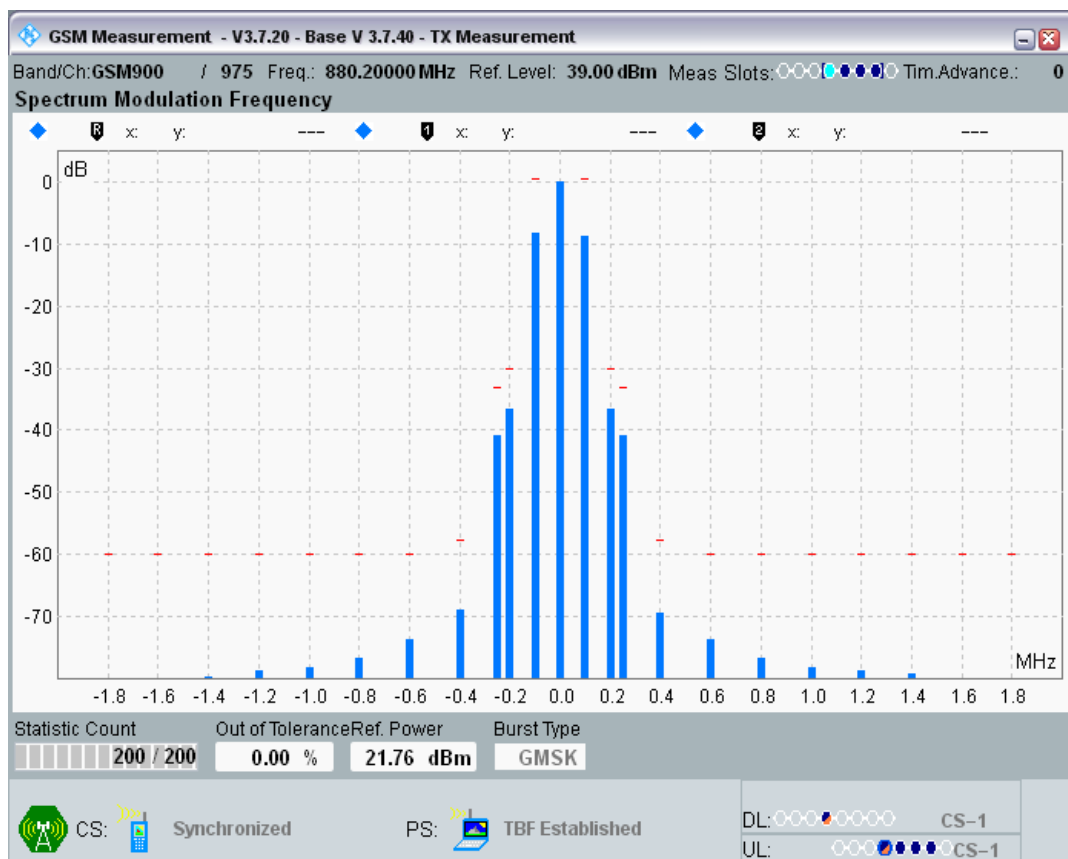 GSM Measurement - V3.7.20 - Base V 3.7.40 - TX Measurement
Band/Ch:GSM900 / 975 Freq.: 880.20000 MHz Ref. Level: 39.00 dBm Meas Slots: Tim.Advance.: 0
Spectrum Modulation Frequency
R x: y: --- 1 x: y: --- 2 x: y: ---
dB
0
-10
-20
-30
-40
-50
-60
-70
MHz
-1.8 -1.6 -1.4 -1.2 -1.0 -0.8 -0.6 -0.4 -0.2 0.0 0.2 0.4 0.6 0.8 1.0 1.2 1.4 1.6 1.8
Statistic Count Out of Tolerance Ref. Power Burst Type
200 / 200 0.00 % 21.76 dBm GMSK
CS: Synchronized PS: TBF Established
DL: CS-1
UL: CS-1